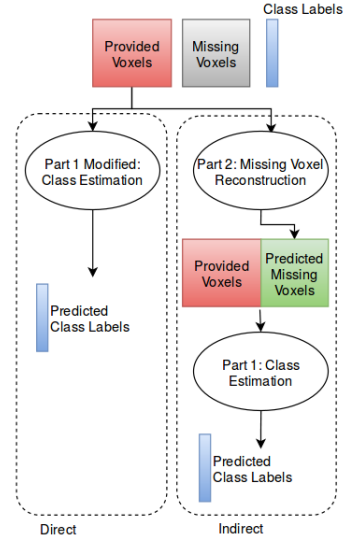 Class Labels
Provided
Voxels
Missing
Voxels
Part 1 Modified:
Class Estimation
Part 2: Missing Voxel
Reconstruction
Provided
Voxels
Predicted
Missing
Voxels
Predicted
Class Labels
Part 1: Class
Estimation
Predicted
Class Labels
Direct
Indirect